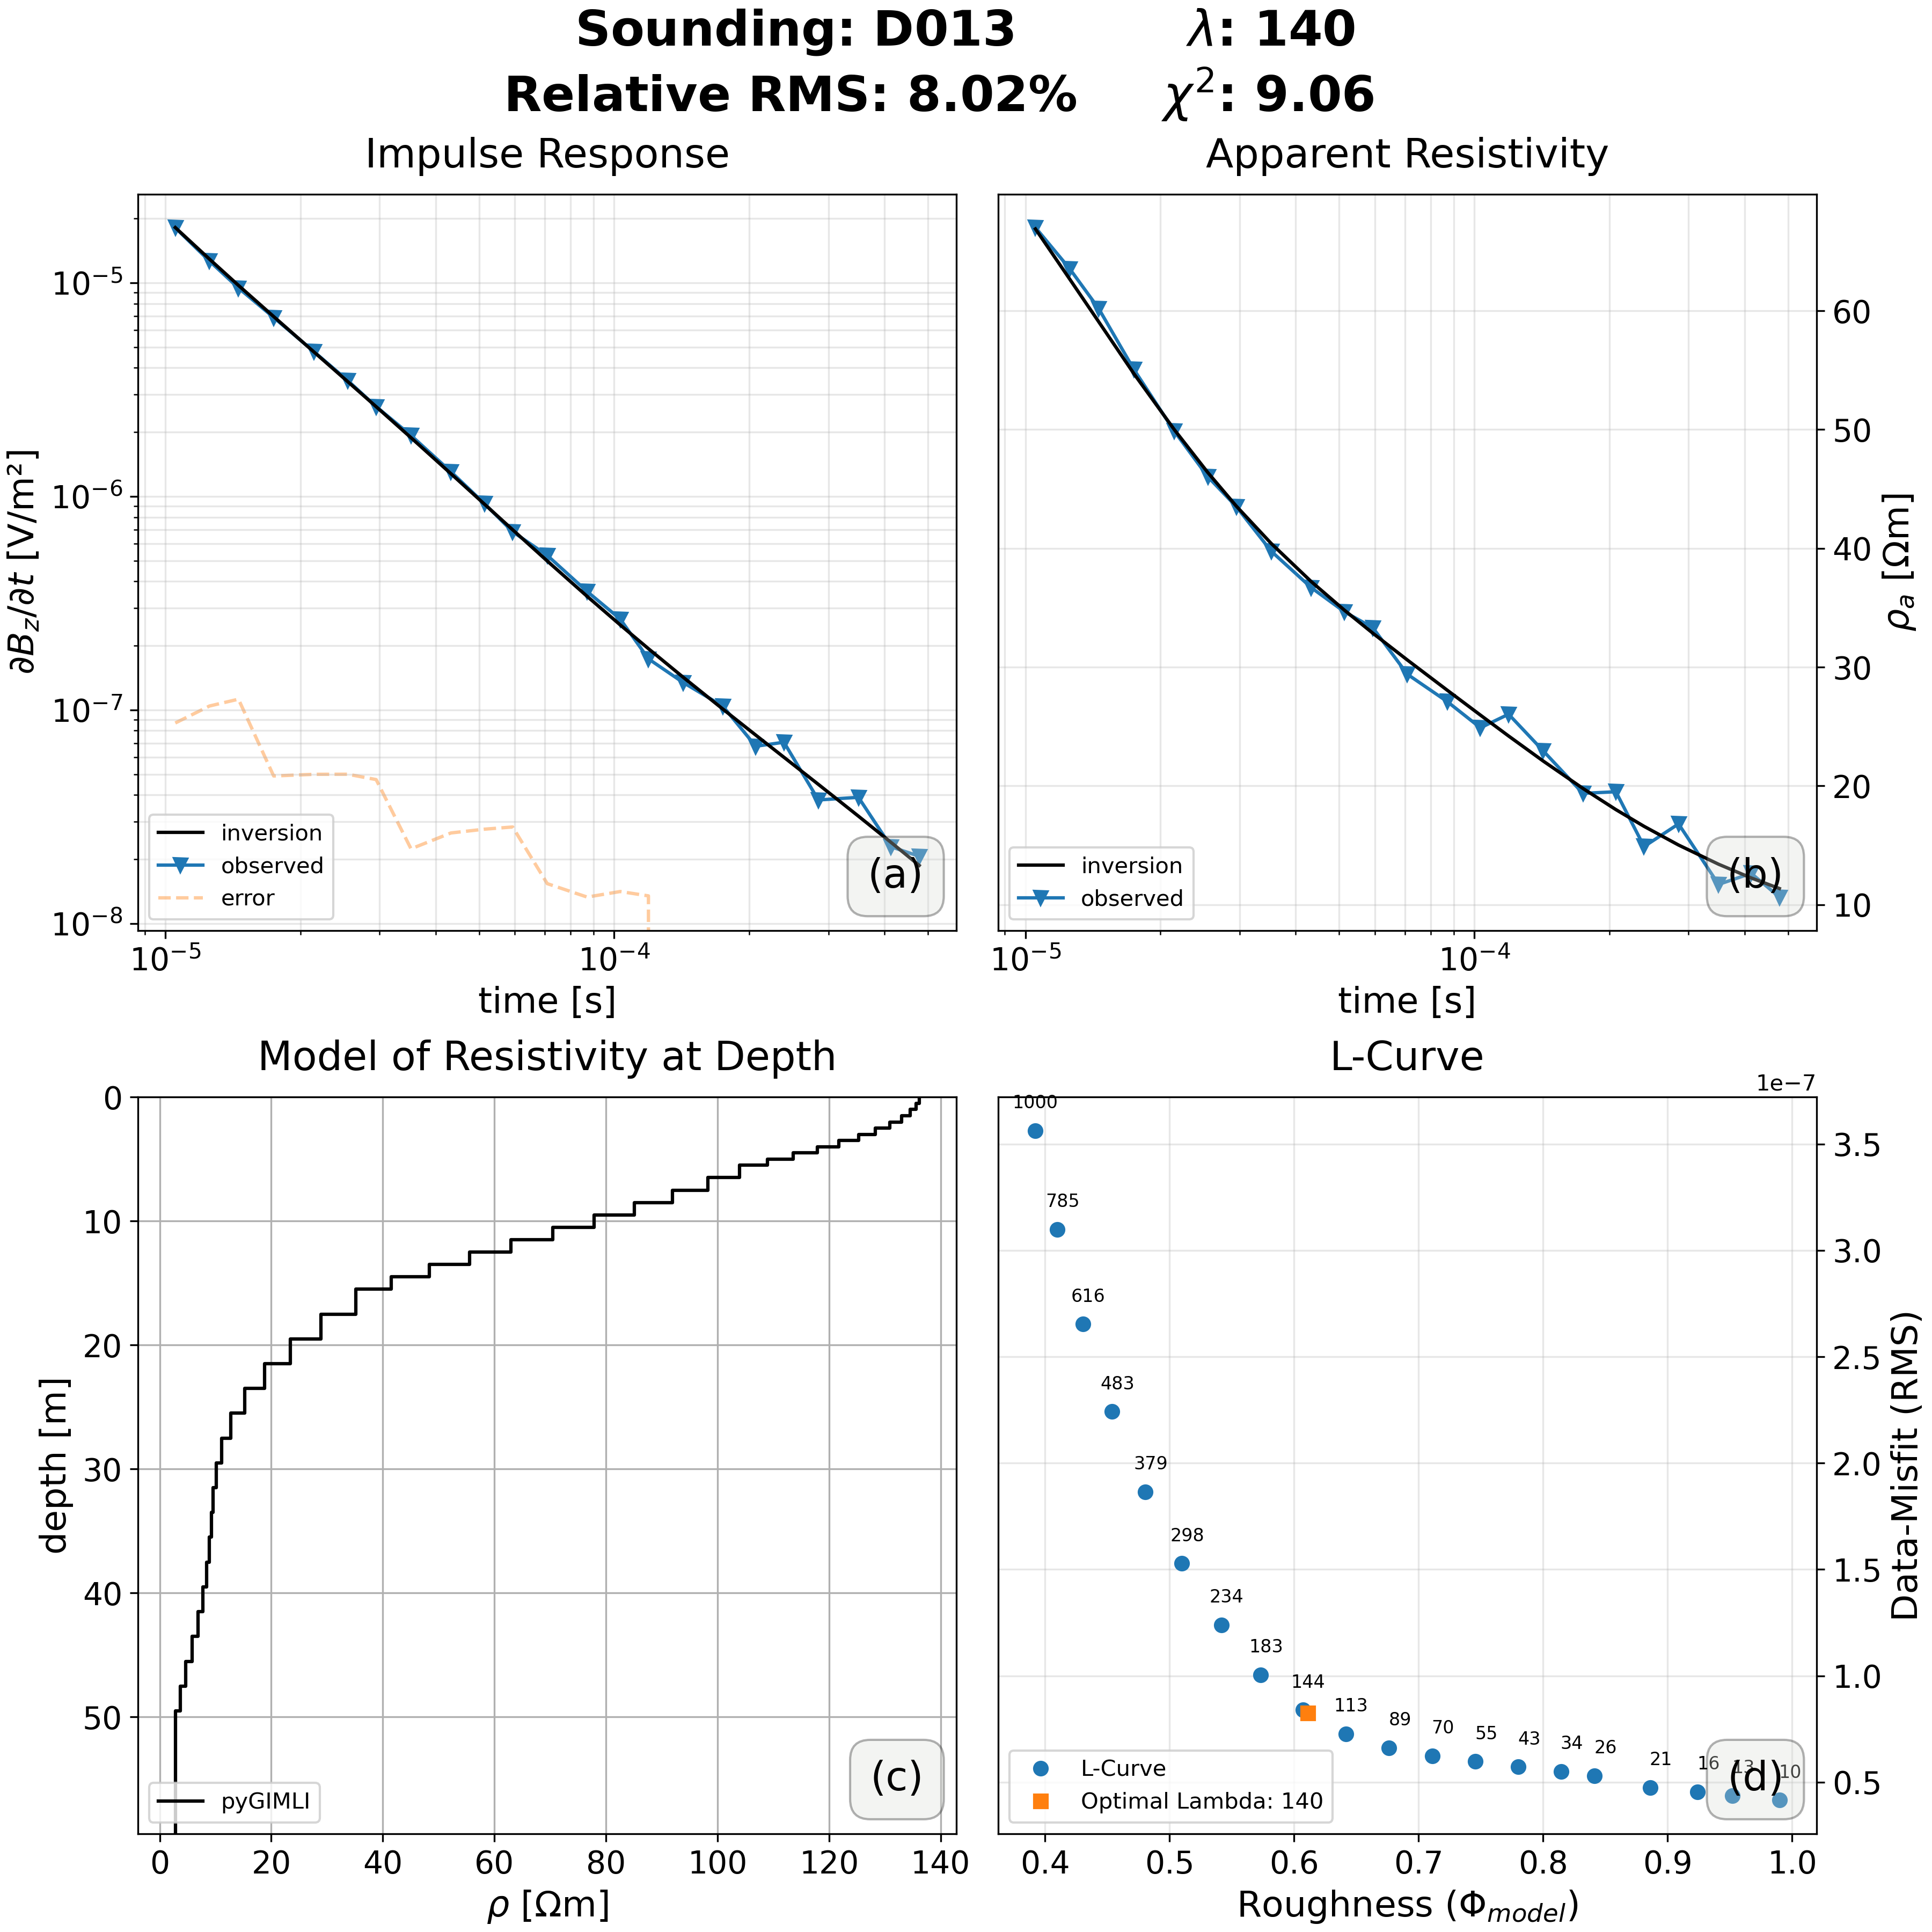 Sounding: D013 λ: 140
Relative RMS: 8.02% χ²: 9.06
Impulse Response
Apparent Resistivity
∂B_z/∂t [V/m²]
10⁻⁵
10⁻⁶
10⁻⁷
10⁻⁸
inversion
observed
error
(a)
10⁻⁵ 10⁻⁴
time [s]
60
50
40
30
20
10
ρ_a [Ωm]
inversion
observed
(b)
10⁻⁵ 10⁻⁴
time [s]
Model of Resistivity at Depth
L-Curve
depth [m]
0
10
20
30
40
50
pyGIMLI
(c)
0 20 40 60 80 100 120 140
ρ [Ωm]
1e−7
3.5
3.0
2.5
2.0
1.5
1.0
0.5
Data-Misfit (RMS)
1000
785
616
483
379
298
234
183
144
113
89
70
55
43
34
26
21
16
13
10
L-Curve
Optimal Lambda: 140
(d)
0.4 0.5 0.6 0.7 0.8 0.9 1.0
Roughness (Φ_model)